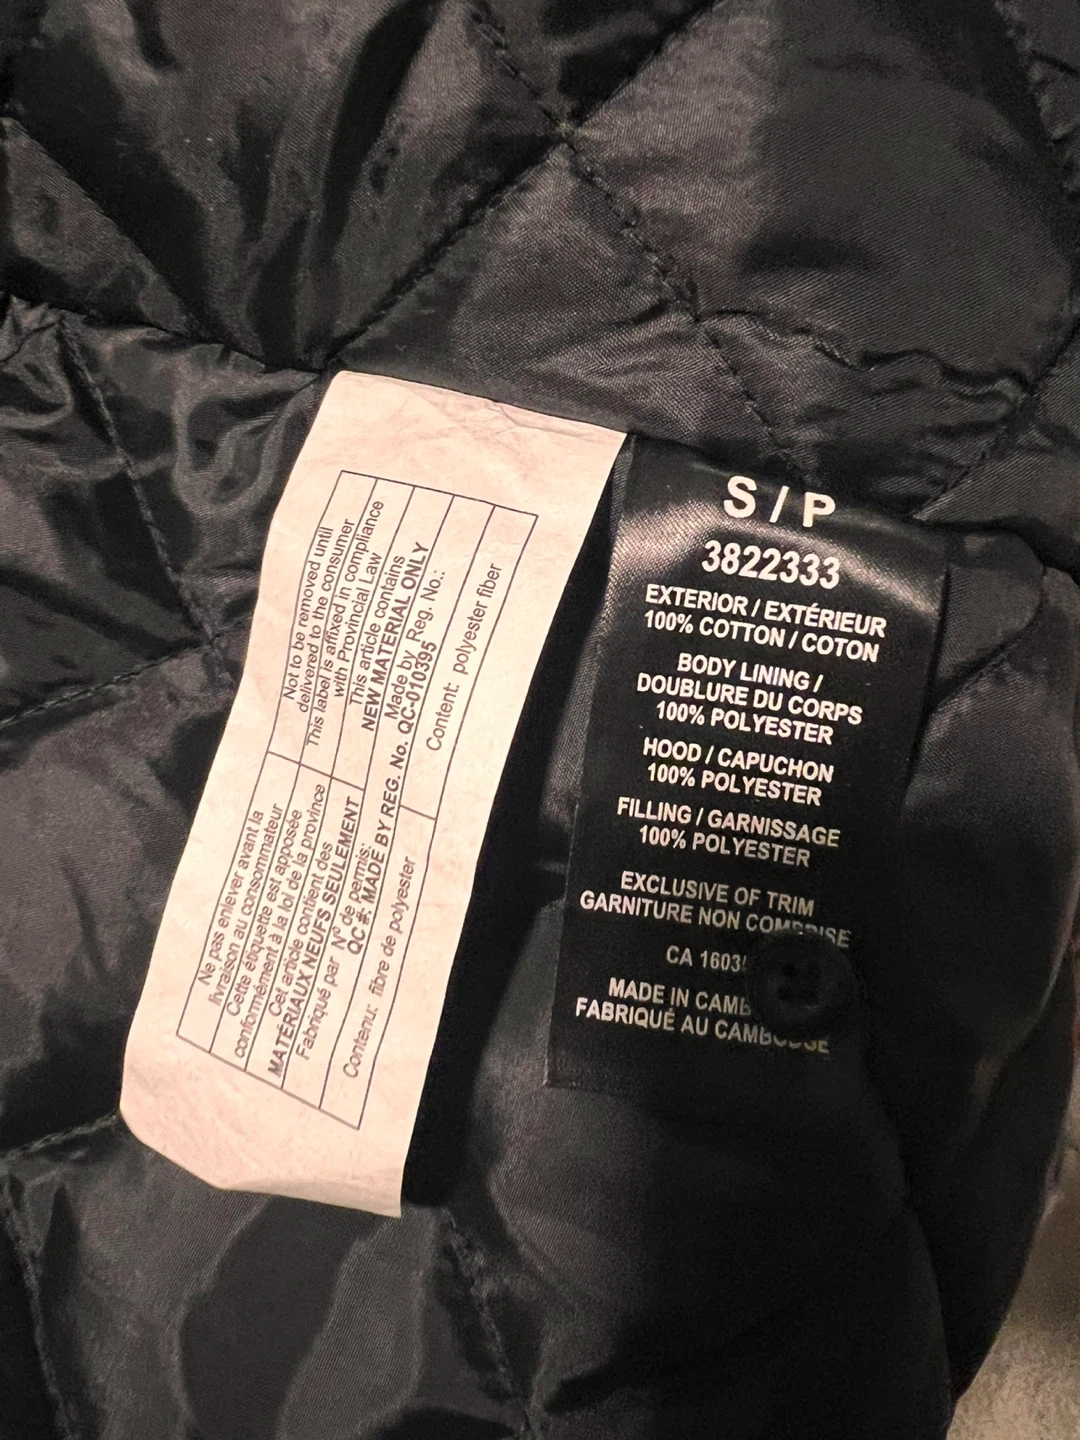 Not to be removed until
delivered to the consumer
This label is affixed in compliance
with Provincial Law
This article contains
NEW MATERIAL ONLY
Made by Reg. No.:
QC-010395
Content: polyester fiber
Ne pas enlever avant la
livraison au consommateur
Cette étiquette est apposée
conformément à la loi de la province
Cet article contient des
MATÉRIAUX NEUFS SEULEMENT
Fabriqué par N° de permis:
QC #: MADE BY REG. No.
Contenu: fibre de polyester
S / P
3822333
EXTERIOR / EXTÉRIEUR
100% COTTON / COTON
BODY LINING /
DOUBLURE DU CORPS
100% POLYESTER
HOOD / CAPUCHON
100% POLYESTER
FILLING / GARNISSAGE
100% POLYESTER
EXCLUSIVE OF TRIM
GARNITURE NON COMPRISE
CA 1603
MADE IN CAMB
FABRIQUÉ AU CAMBODGE